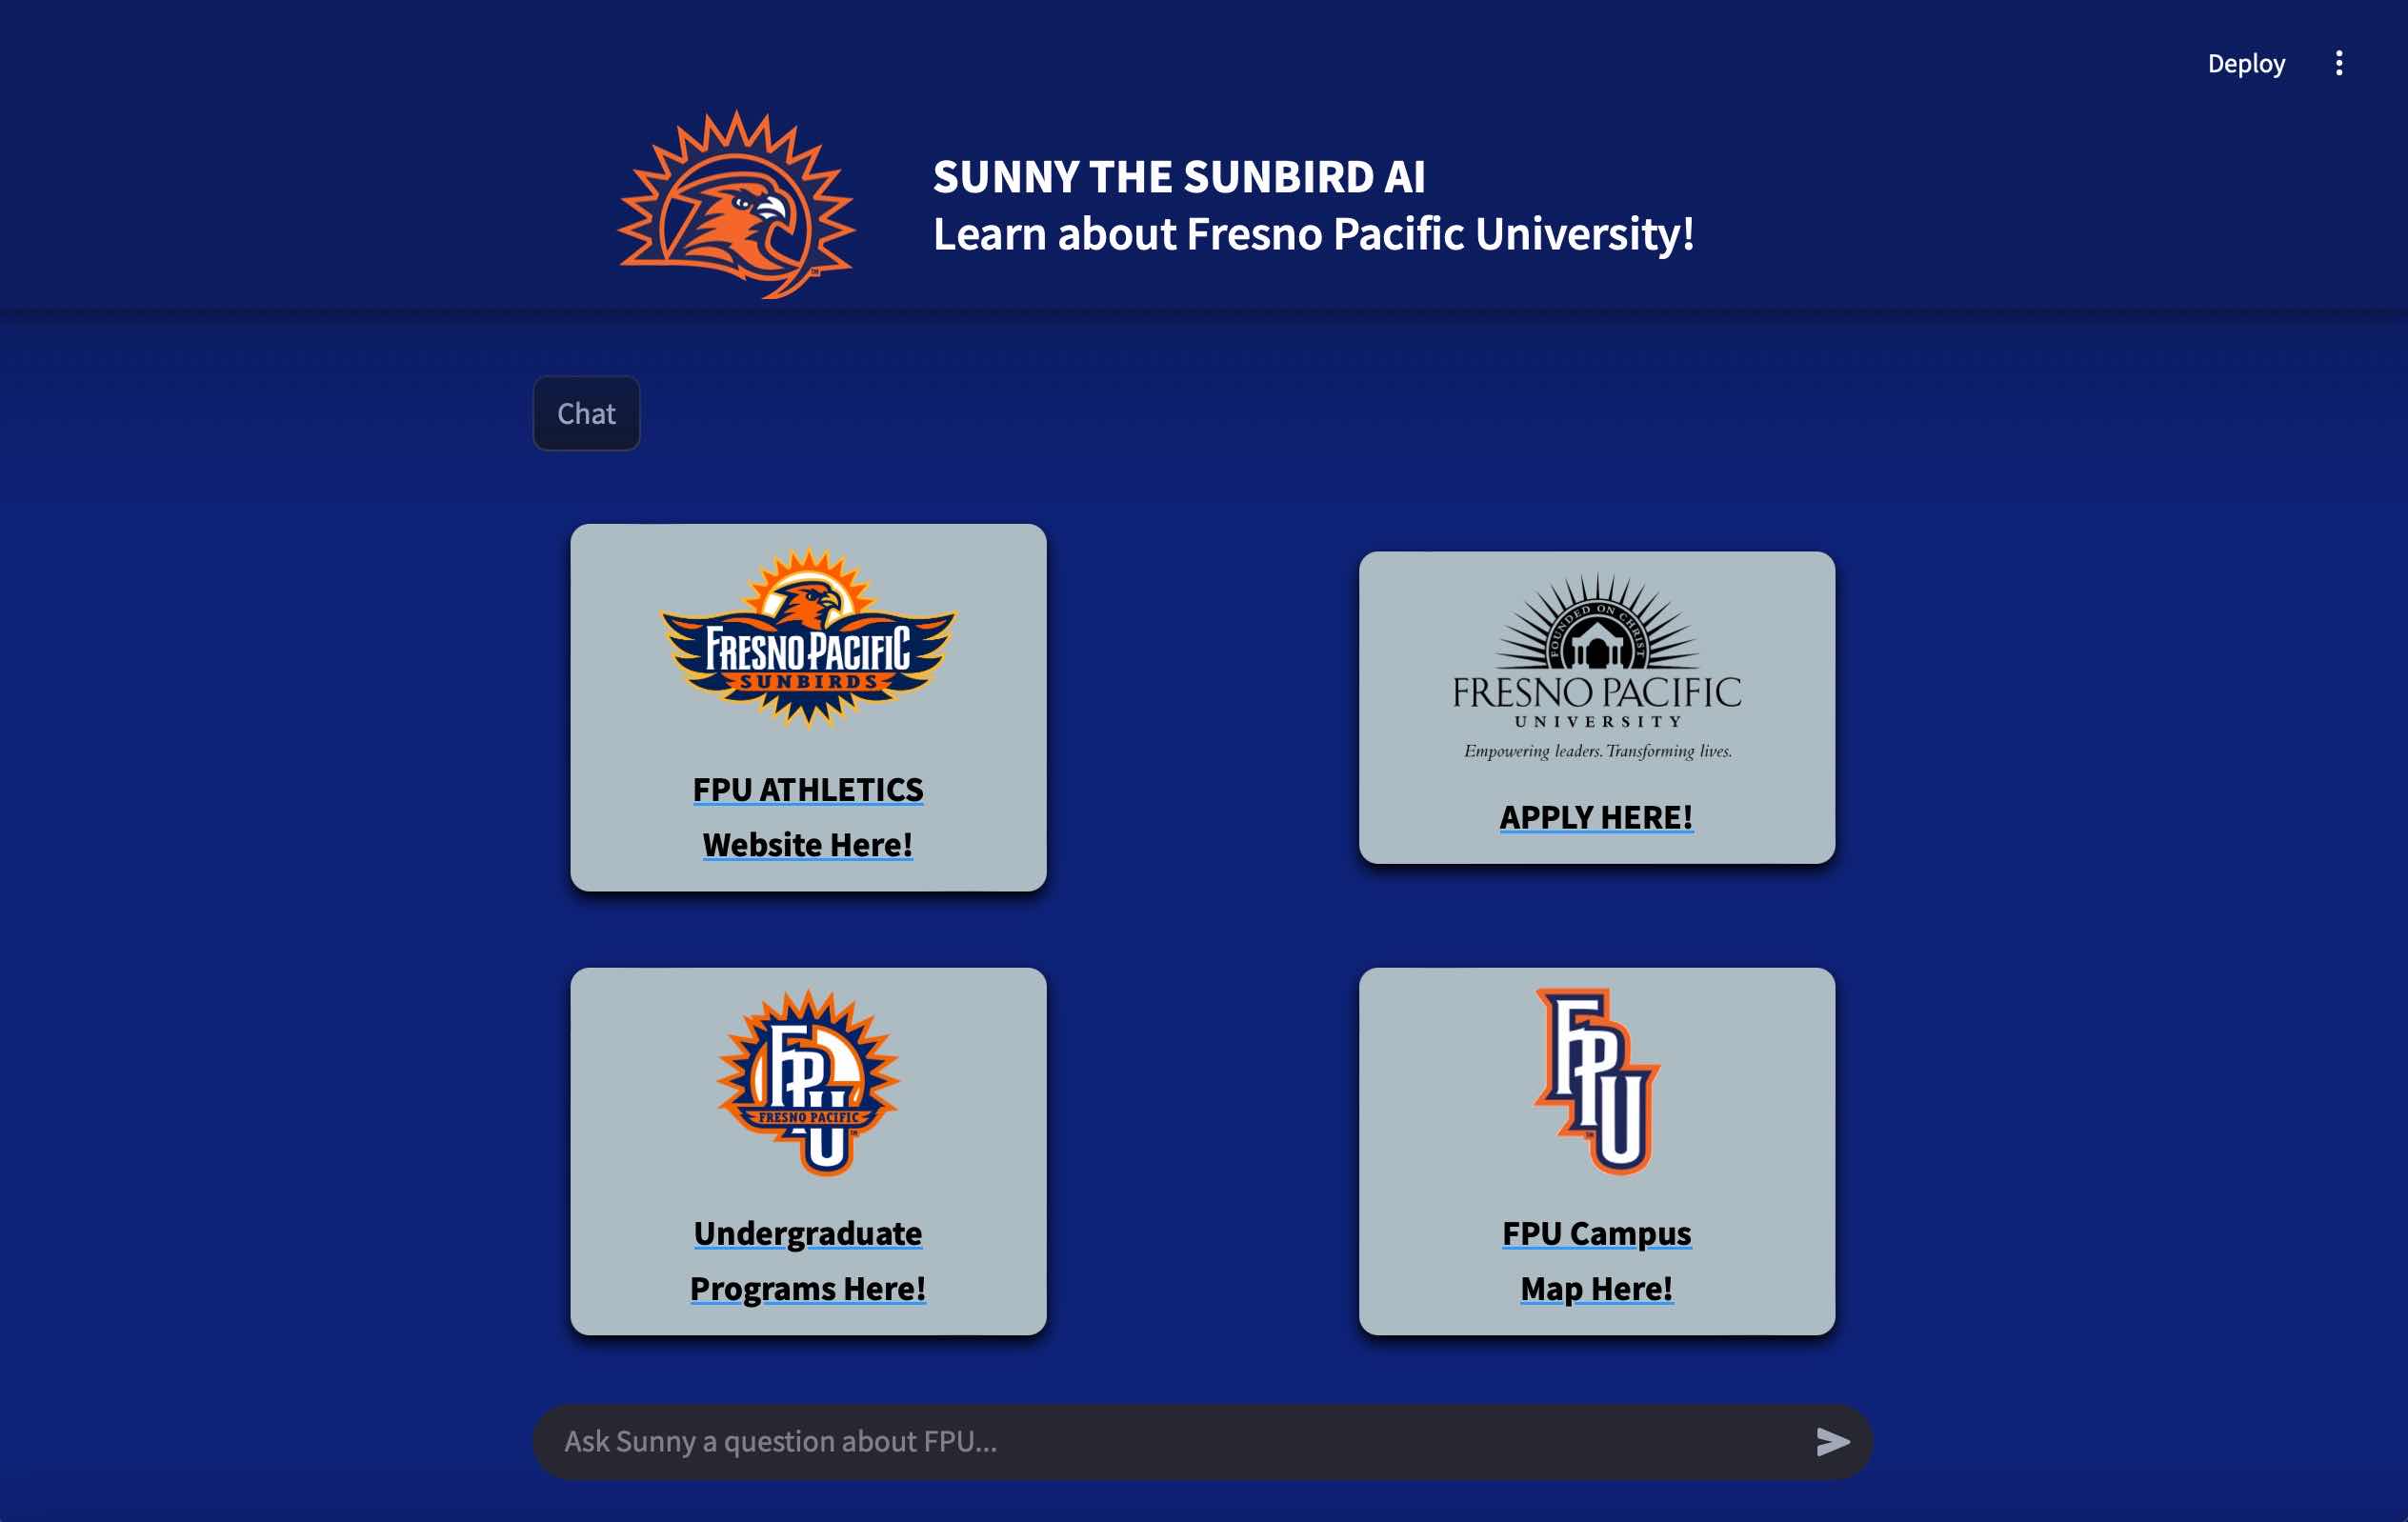 Deploy
SUNNY THE SUNBIRD AI
Learn about Fresno Pacific University!
Chat
FRESNO PACIFIC
SUNBIRDS
FPU ATHLETICS
Website Here!
FOUNDED ON CHRIST
FRESNO PACIFIC
UNIVERSITY
Empowering leaders. Transforming lives.
APPLY HERE!
FPU
FRESNO PACIFIC
Undergraduate
Programs Here!
FPU
FPU Campus
Map Here!
Ask Sunny a question about FPU...